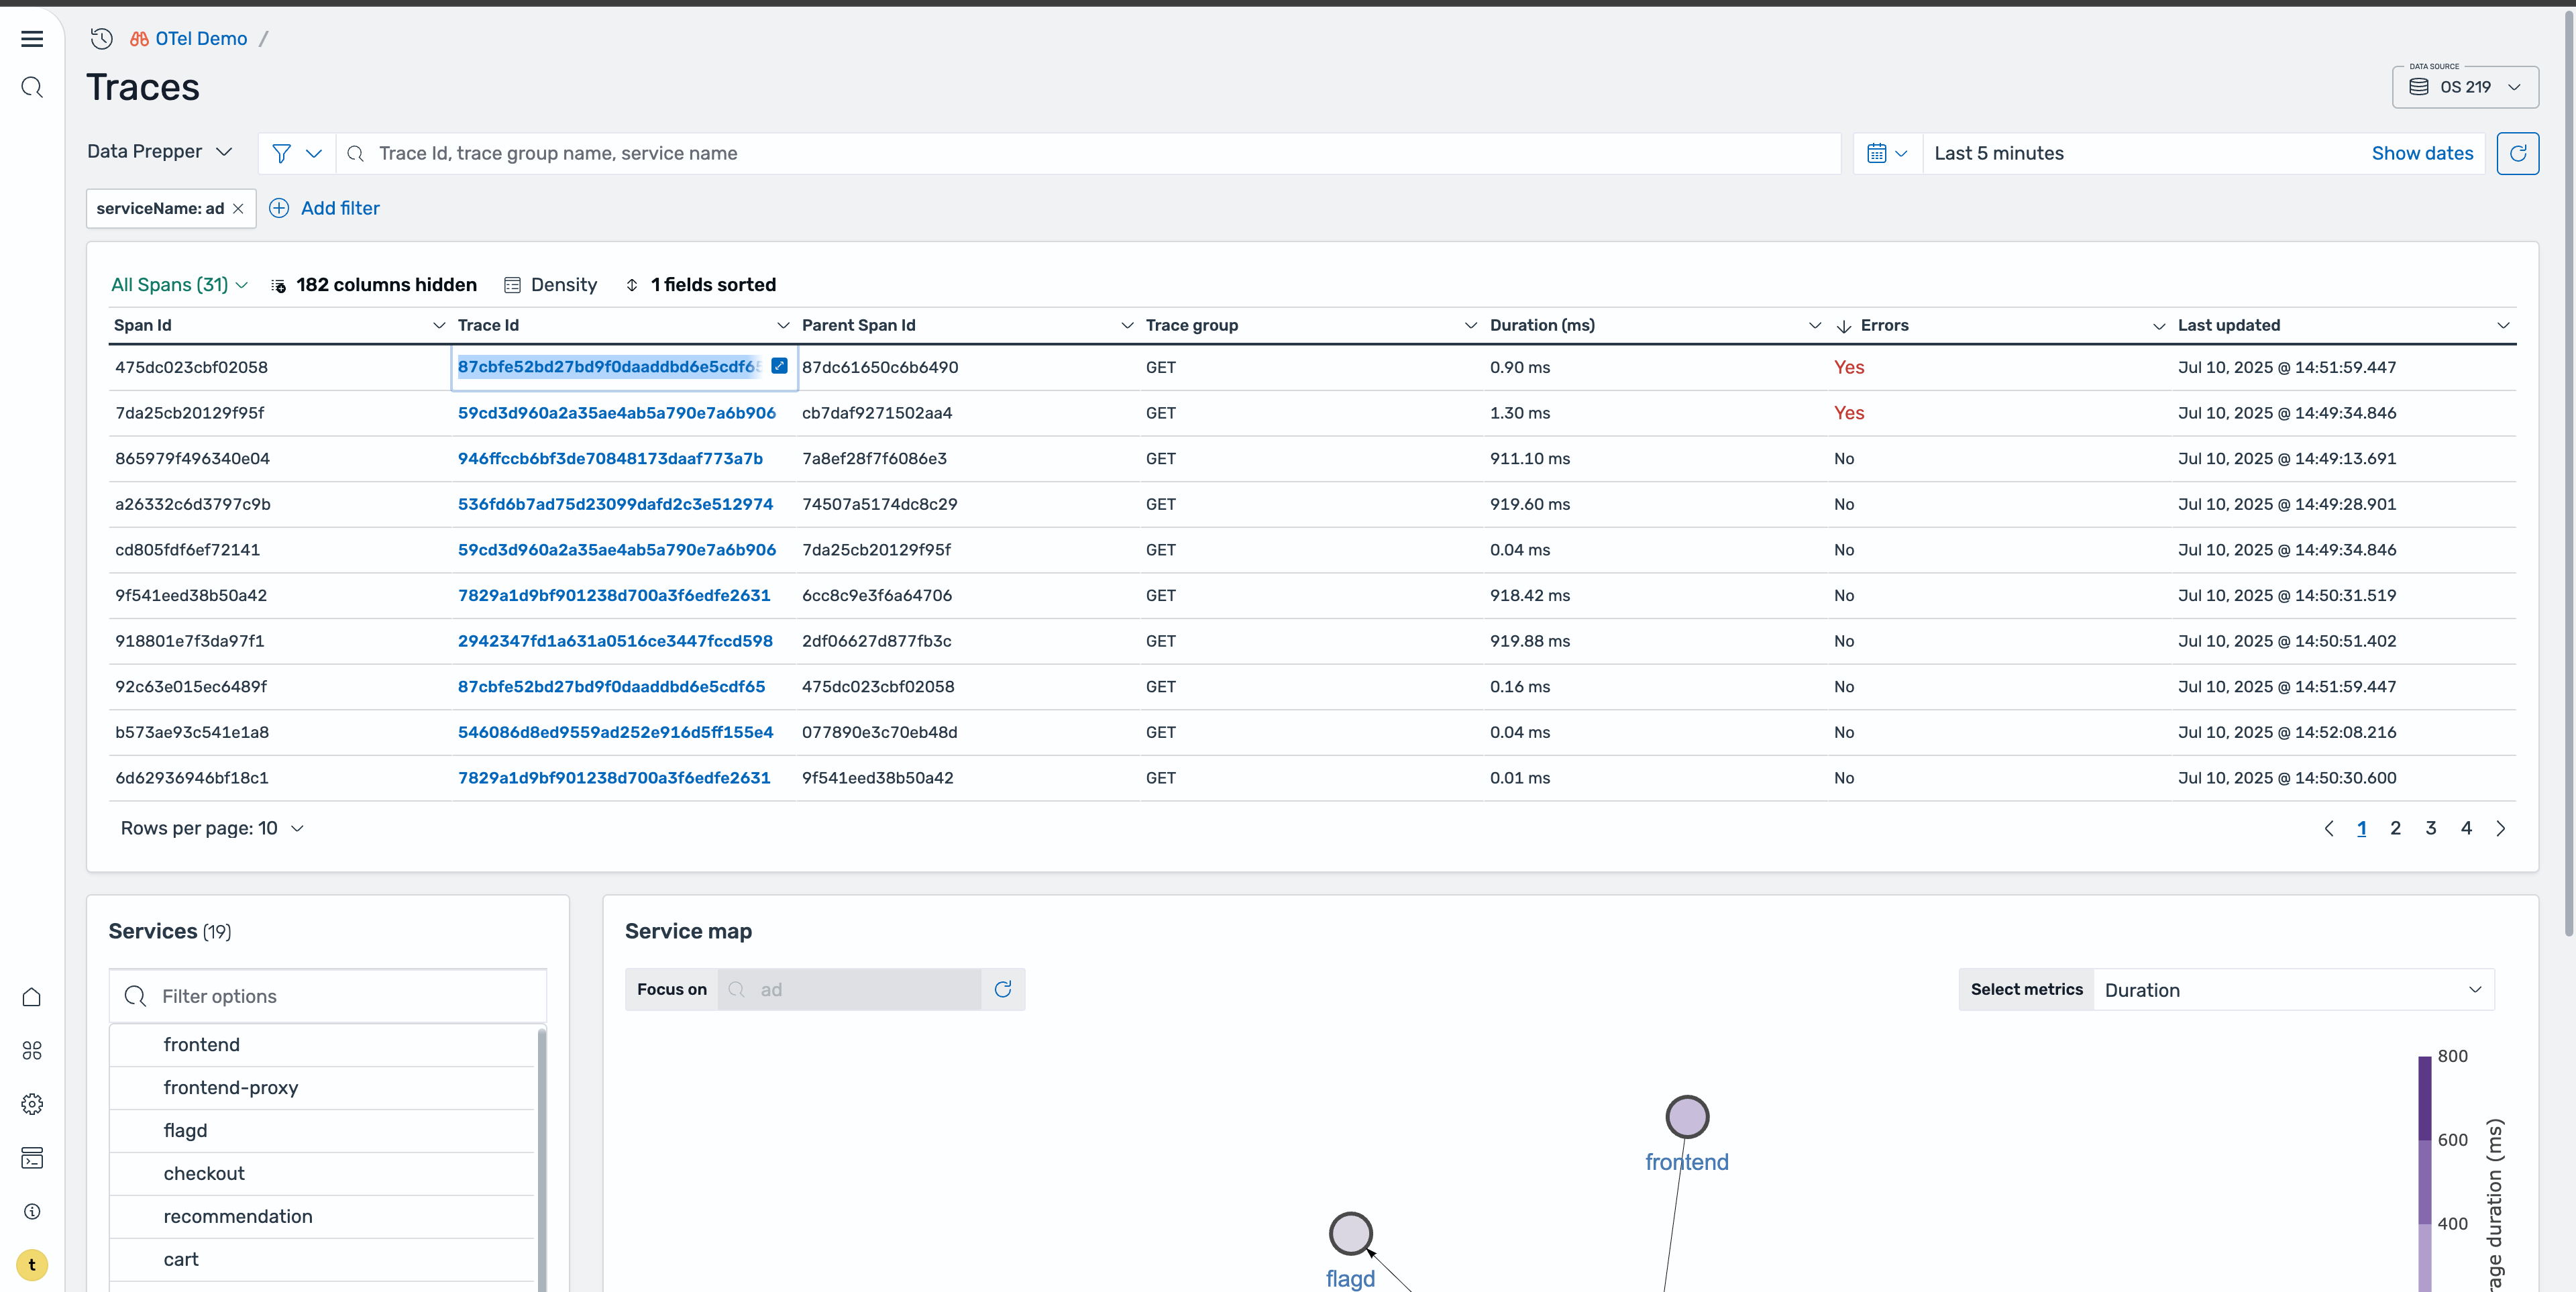 OTel Demo /
Traces
DATA SOURCE
OS 219
Data Prepper
Trace Id, trace group name, service name
Last 5 minutes
Show dates
serviceName: ad
Add filter
All Spans (31)
182 columns hidden
Density
1 fields sorted
Span Id Trace Id Parent Span Id Trace group Duration (ms) Errors Last updated
475dc023cbf02058 87cbfe52bd27bd9f0daaddbd6e5cdf65 87dc61650c6b6490 GET 0.90 ms Yes Jul 10, 2025 @ 14:51:59.447
7da25cb20129f95f 59cd3d960a2a35ae4ab5a790e7a6b906 cb7daf9271502aa4 GET 1.30 ms Yes Jul 10, 2025 @ 14:49:34.846
865979f496340e04 946ffccb6bf3de70848173daaf773a7b 7a8ef28f7f6086e3 GET 911.10 ms No Jul 10, 2025 @ 14:49:13.691
a26332c6d3797c9b 536fd6b7ad75d23099dafd2c3e512974 74507a5174dc8c29 GET 919.60 ms No Jul 10, 2025 @ 14:49:28.901
cd805fdf6ef72141 59cd3d960a2a35ae4ab5a790e7a6b906 7da25cb20129f95f GET 0.04 ms No Jul 10, 2025 @ 14:49:34.846
9f541eed38b50a42 7829a1d9bf901238d700a3f6edfe2631 6cc8c9e3f6a64706 GET 918.42 ms No Jul 10, 2025 @ 14:50:31.519
918801e7f3da97f1 2942347fd1a631a0516ce3447fccd598 2df06627d877fb3c GET 919.88 ms No Jul 10, 2025 @ 14:50:51.402
92c63e015ec6489f 87cbfe52bd27bd9f0daaddbd6e5cdf65 475dc023cbf02058 GET 0.16 ms No Jul 10, 2025 @ 14:51:59.447
b573ae93c541e1a8 546086d8ed9559ad252e916d5ff155e4 077890e3c70eb48d GET 0.04 ms No Jul 10, 2025 @ 14:52:08.216
6d62936946bf18c1 7829a1d9bf901238d700a3f6edfe2631 9f541eed38b50a42 GET 0.01 ms No Jul 10, 2025 @ 14:50:30.600
Rows per page: 10
1 2 3 4
Services (19)
Filter options
frontend
frontend-proxy
flagd
checkout
recommendation
cart
Service map
Focus on
ad
Select metrics
Duration
frontend
flagd
800
600
400
rage duration (ms)
t